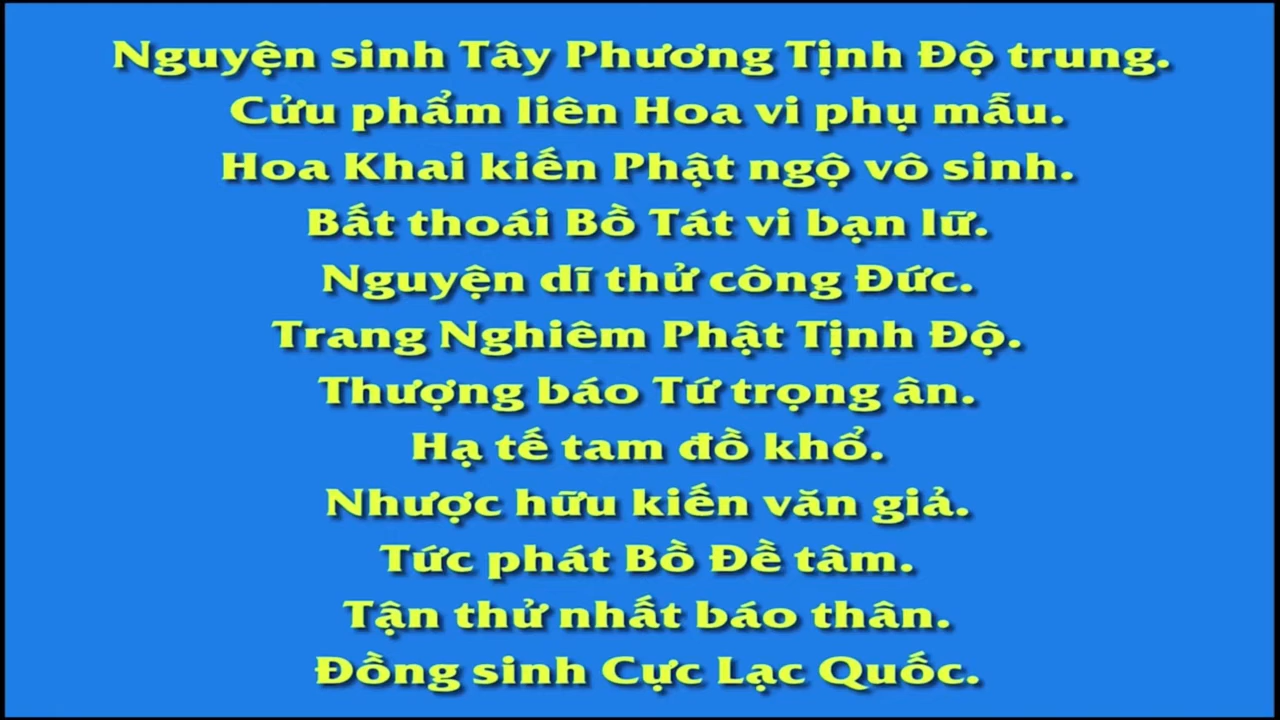 Nguyện sinh Tây Phương Tịnh Độ trung.
Cửu phẩm liên Hoa vi phụ mẫu.
Hoa Khai kiến Phật ngộ vô sinh.
Bất thoái Bồ Tát vi bạn lữ.
Nguyện dĩ thử công Đức.
Trang Nghiêm Phật Tịnh Độ.
Thượng báo Tứ trọng ân.
Hạ tế tam đồ khổ.
Nhược hữu kiến văn giả.
Tức phát Bồ Đề tâm.
Tận thử nhất báo thân.
Đồng sinh Cực Lạc Quốc.